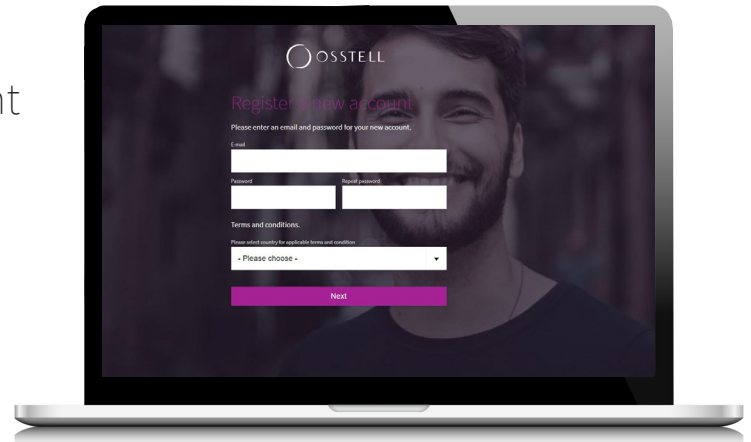 nt
OSSTELL
Register a new account
Please enter an email and password for your new account.
E-mail
Password Repeat password
Terms and conditions.
Please select country for applicable terms and condition
- Please choose -
Next